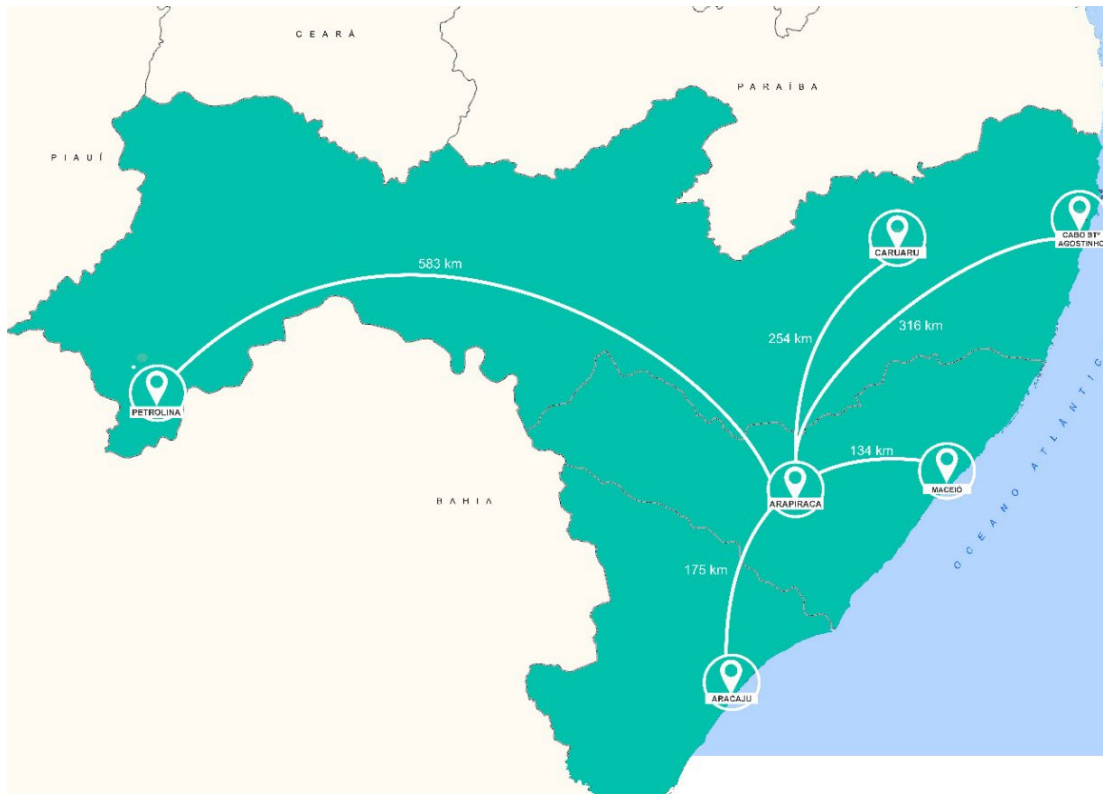 CEARÁ
PARAÍBA
PIAUÍ
CABO STº
AGOSTINHO
CARUARU
583 km
316 km
254 km
PETROLINA
134 km
MACEIÓ
ARAPIRACA
BAHIA
OCEANO ATLÂNTIC
175 km
ARACAJU